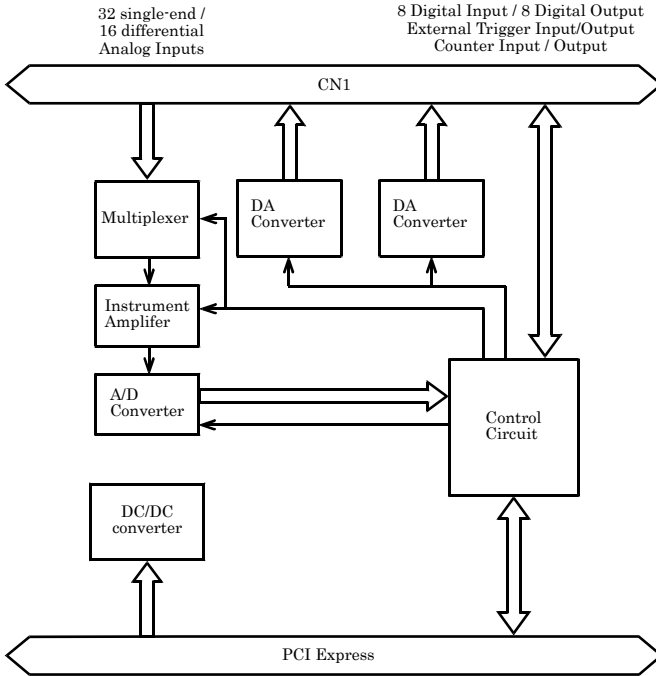 32 single-end /
16 differential
Analog Inputs
8 Digital Input / 8 Digital Output
External Trigger Input/Output
Counter Input / Output
CN1
Multiplexer
DA
Converter
DA
Converter
Instrument
Amplifer
A/D
Converter
Control
Circuit
DC/DC
converter
PCI Express